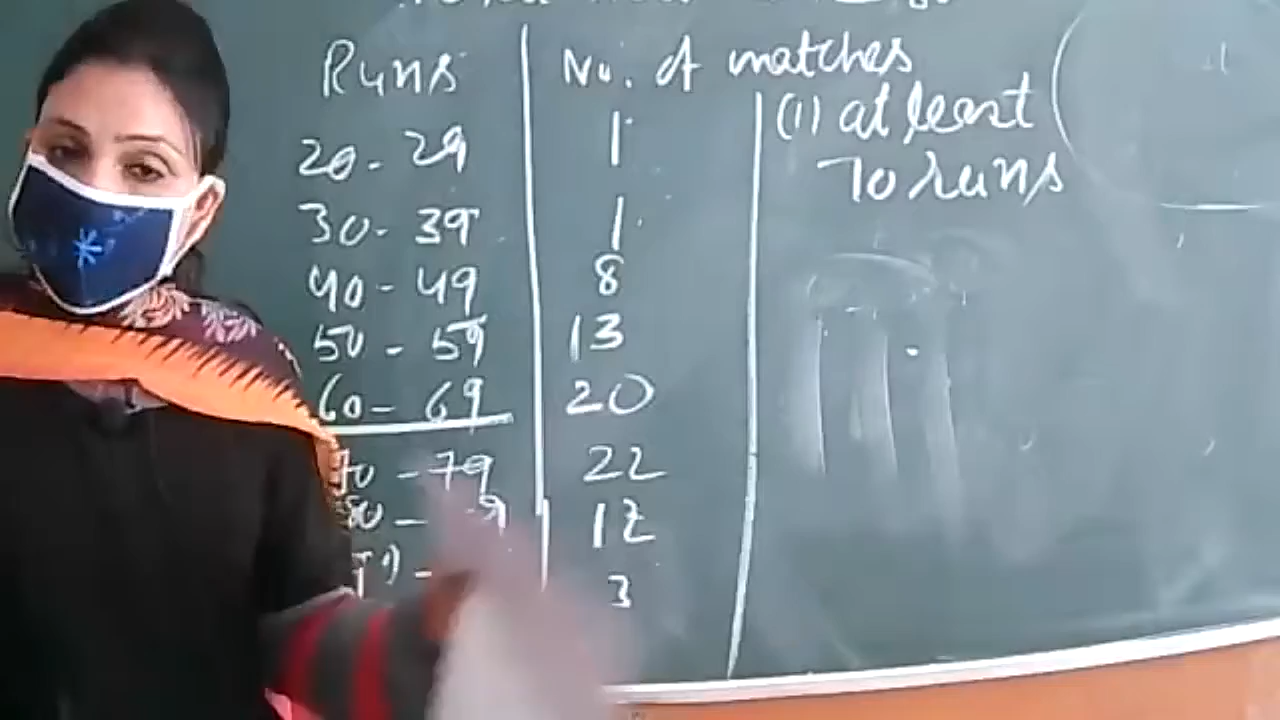 Runs No. of matches
20-29 1
30-39 1
40-49 8
50-59 13
60-69 20
70-79 22
80- 12
90- 3
(1) at least
70 runs